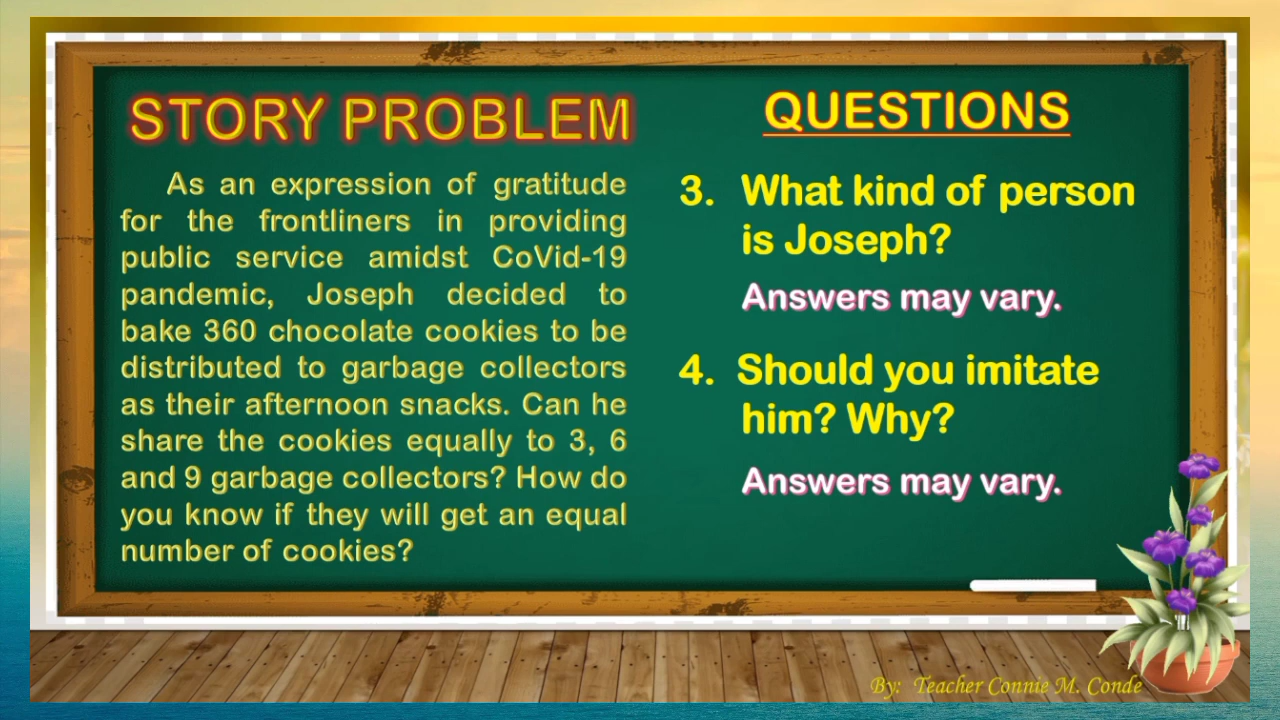 STORY PROBLEM
As an expression of gratitude
for the frontliners in providing
public service amidst CoVid-19
pandemic, Joseph decided to
bake 360 chocolate cookies to be
distributed to garbage collectors
as their afternoon snacks. Can he
share the cookies equally to 3, 6
and 9 garbage collectors? How do
you know if they will get an equal
number of cookies?
QUESTIONS
3. What kind of person
is Joseph?
Answers may vary.
4. Should you imitate
him? Why?
Answers may vary.
By: Teacher Connie M. Conde